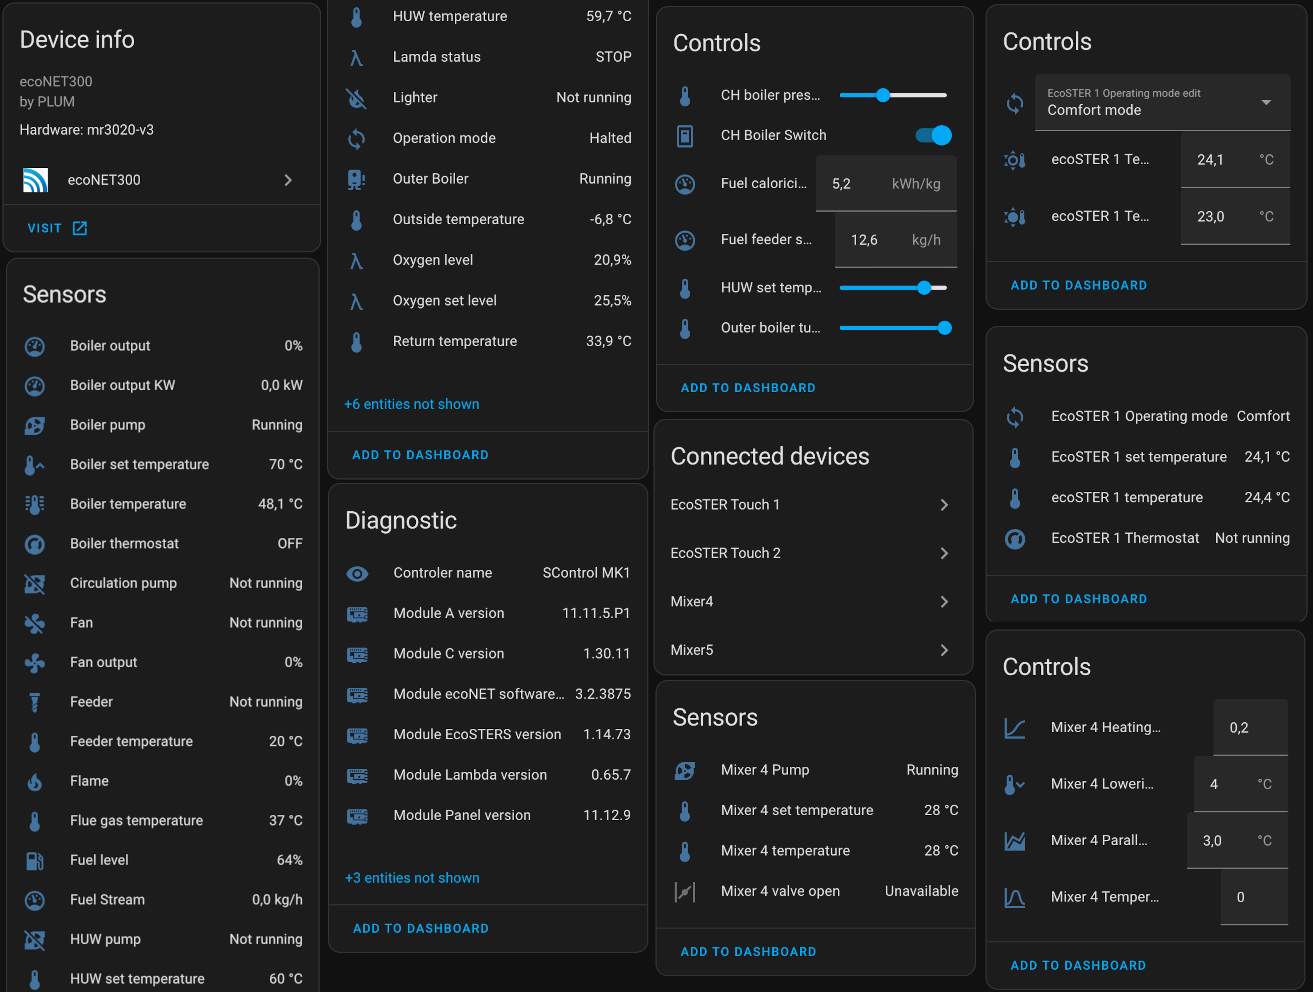 Device info
ecoNET300
by PLUM
Hardware: mr3020-v3
ecoNET300
VISIT
Sensors
Boiler output 0%
Boiler output KW 0,0 kW
Boiler pump Running
Boiler set temperature 70 °C
Boiler temperature 48,1 °C
Boiler thermostat OFF
Circulation pump Not running
Fan Not running
Fan output 0%
Feeder Not running
Feeder temperature 20 °C
Flame 0%
Flue gas temperature 37 °C
Fuel level 64%
Fuel Stream 0,0 kg/h
HUW pump Not running
HUW set temperature 60 °C
HUW temperature 59,7 °C
Lamda status STOP
Lighter Not running
Operation mode Halted
Outer Boiler Running
Outside temperature -6,8 °C
Oxygen level 20,9%
Oxygen set level 25,5%
Return temperature 33,9 °C
+6 entities not shown
ADD TO DASHBOARD
Diagnostic
Controler name SControl MK1
Module A version 11.11.5.P1
Module C version 1.30.11
Module ecoNET software... 3.2.3875
Module EcoSTERS version 1.14.73
Module Lambda version 0.65.7
Module Panel version 11.12.9
+3 entities not shown
ADD TO DASHBOARD
Controls
CH boiler pres...
CH Boiler Switch
Fuel calorici... 5,2 kWh/kg
Fuel feeder s... 12,6 kg/h
HUW set temp...
Outer boiler tu...
ADD TO DASHBOARD
Connected devices
EcoSTER Touch 1
EcoSTER Touch 2
Mixer4
Mixer5
Sensors
Mixer 4 Pump Running
Mixer 4 set temperature 28 °C
Mixer 4 temperature 28 °C
Mixer 4 valve open Unavailable
ADD TO DASHBOARD
Controls
EcoSTER 1 Operating mode edit
Comfort mode
ecoSTER 1 Te... 24,1 °C
ecoSTER 1 Te... 23,0 °C
ADD TO DASHBOARD
Sensors
EcoSTER 1 Operating mode Comfort
EcoSTER 1 set temperature 24,1 °C
ecoSTER 1 temperature 24,4 °C
EcoSTER 1 Thermostat Not running
ADD TO DASHBOARD
Controls
Mixer 4 Heating... 0,2
Mixer 4 Loweri... 4 °C
Mixer 4 Parall... 3,0 °C
Mixer 4 Temper... 0
ADD TO DASHBOARD